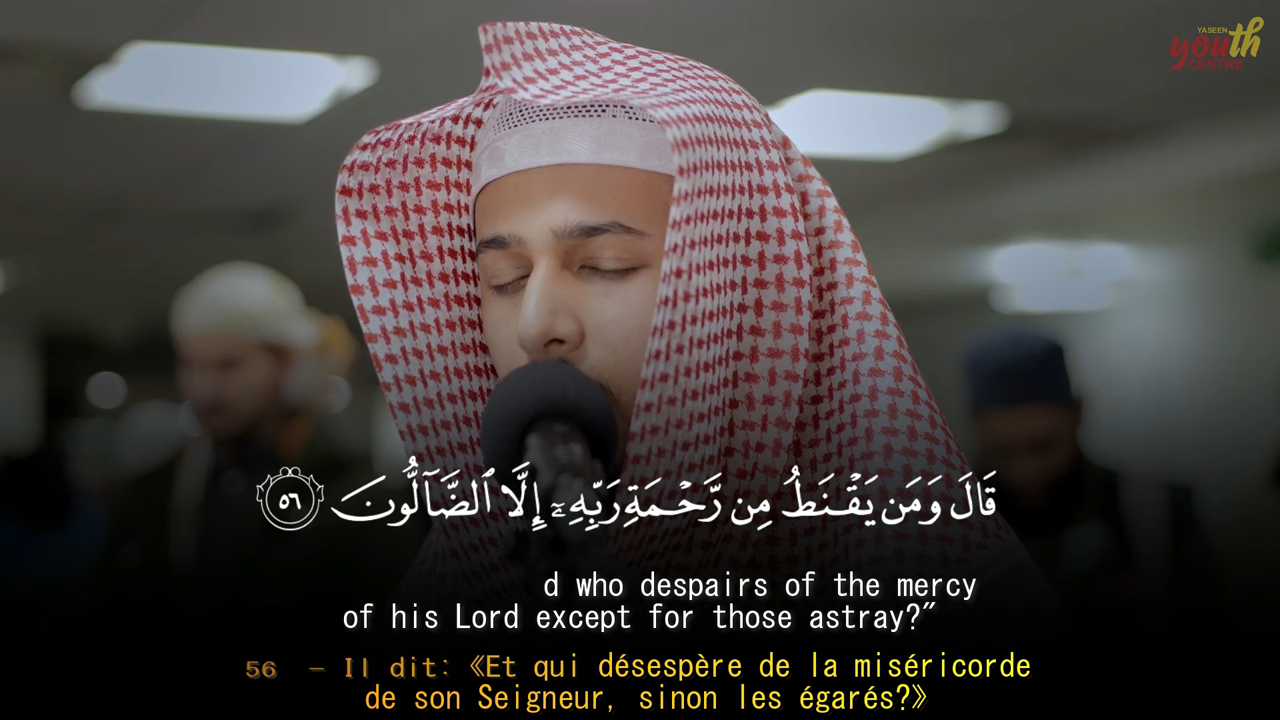 YASEEN
youth
CENTRE
قَالَ وَمَن يَقْنَطُ مِن رَّحْمَةِ رَبِّهِۦٓ إِلَّا ٱلضَّآلُّونَ ٥٦
d who despairs of the mercy
of his Lord except for those astray?"
56 – Il dit: 《Et qui désespère de la miséricorde
de son Seigneur, sinon les égarés?》